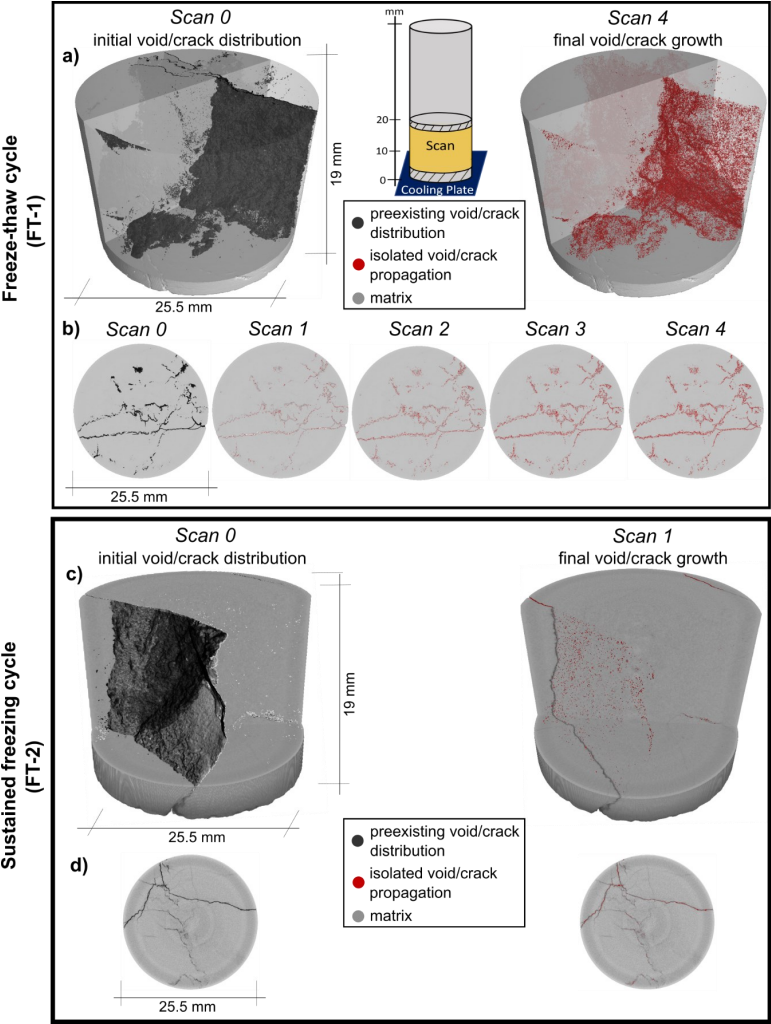 Freeze-thaw cycle
(FT-1)
Scan 0
initial void/crack distribution
mm
Scan 4
final void/crack growth
a)
19 mm
20
10
0
Scan
Cooling Plate
preexisting void/crack
distribution
isolated void/crack
propagation
matrix
25.5 mm
b)
Scan 0
Scan 1
Scan 2
Scan 3
Scan 4
25.5 mm
Sustained freezing cycle
(FT-2)
Scan 0
initial void/crack distribution
Scan 1
final void/crack growth
c)
19 mm
25.5 mm
preexisting void/crack
distribution
isolated void/crack
propagation
matrix
d)
25.5 mm